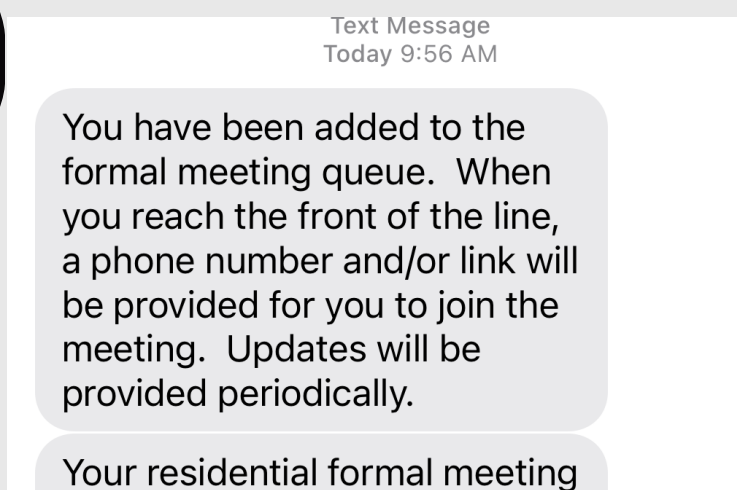 Text Message
Today 9:56 AM
You have been added to the
formal meeting queue.  When
you reach the front of the line,
a phone number and/or link will
be provided for you to join the
meeting.  Updates will be
provided periodically.
Your residential formal meeting